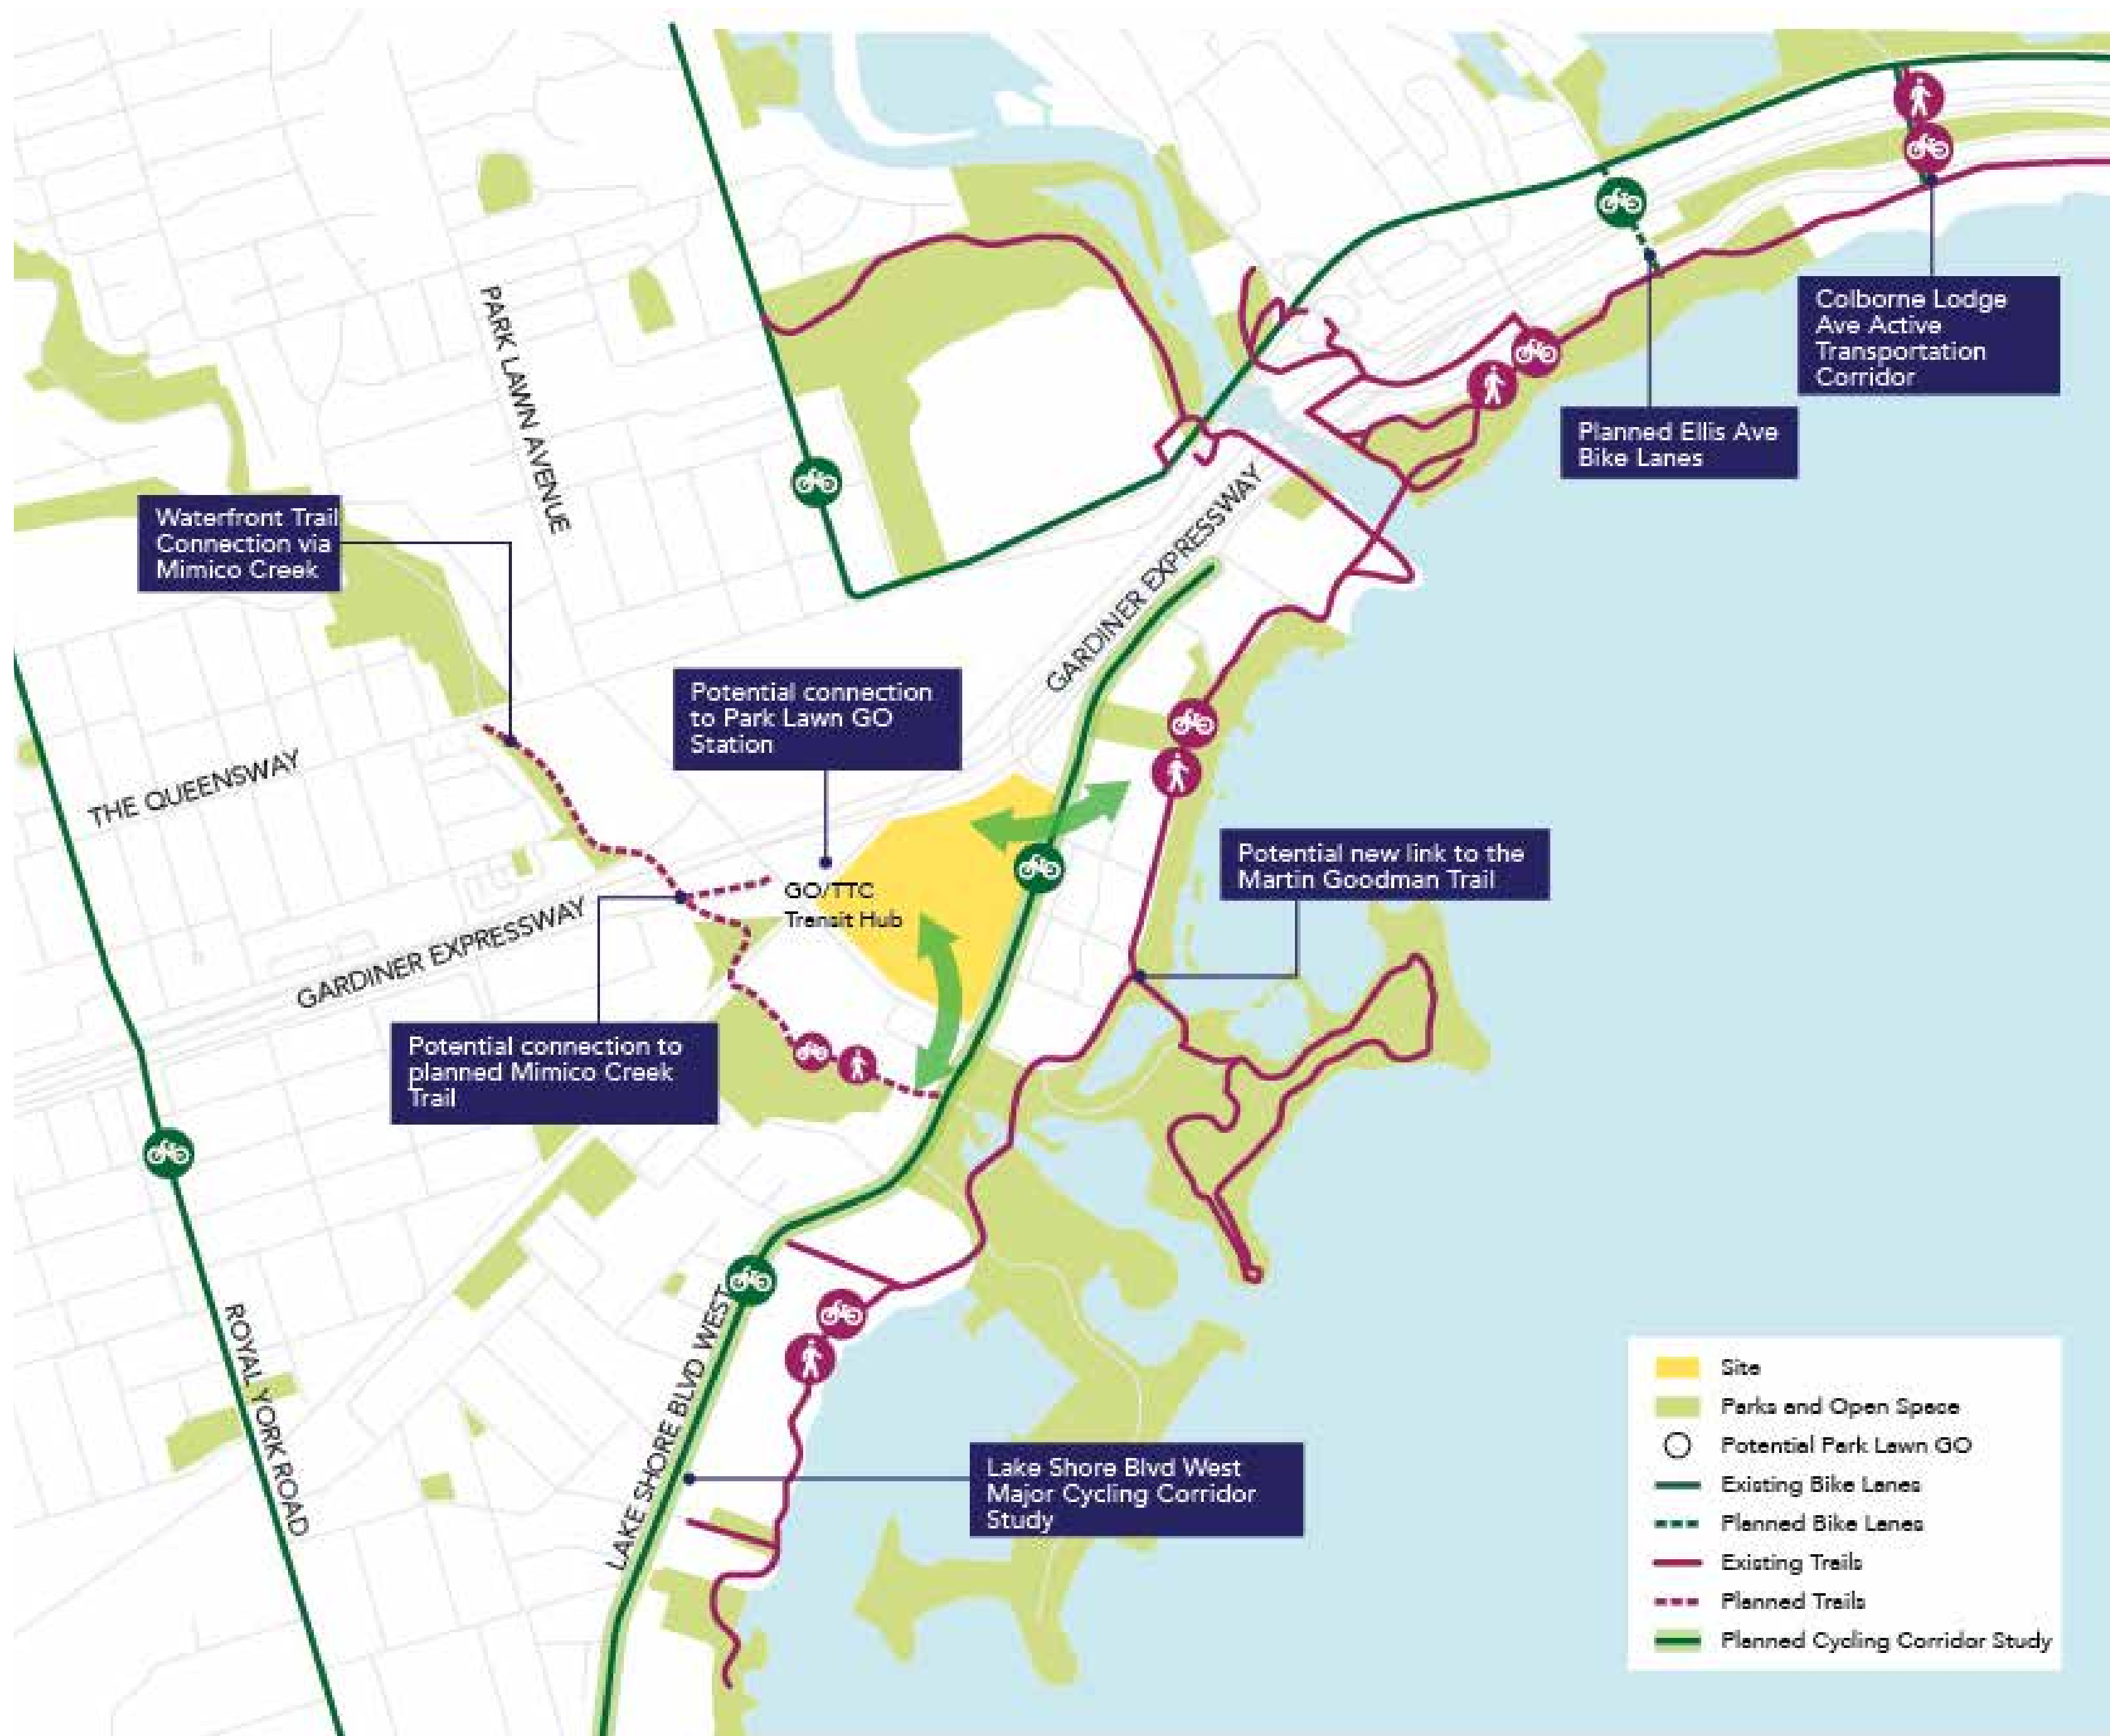 Colborne Lodge
Ave Active
Transportation
Corridor
Planned Ellis Ave
Bike Lanes
PARK LAWN AVENUE
Waterfront Trail
Connection via
Mimico Creek
GARDINER EXPRESSWAY
Potential connection
to Park Lawn GO
Station
THE QUEENSWAY
Potential new link to the
Martin Goodman Trail
GO/TTC
Transit Hub
GARDINER EXPRESSWAY
Potential connection to
planned Mimico Creek
Trail
ROYAL YORK ROAD
LAKE SHORE BLVD WEST
Lake Shore Blvd West
Major Cycling Corridor
Study
Site
Parks and Open Space
Potential Park Lawn GO
Existing Bike Lanes
Planned Bike Lanes
Existing Trails
Planned Trails
Planned Cycling Corridor Study